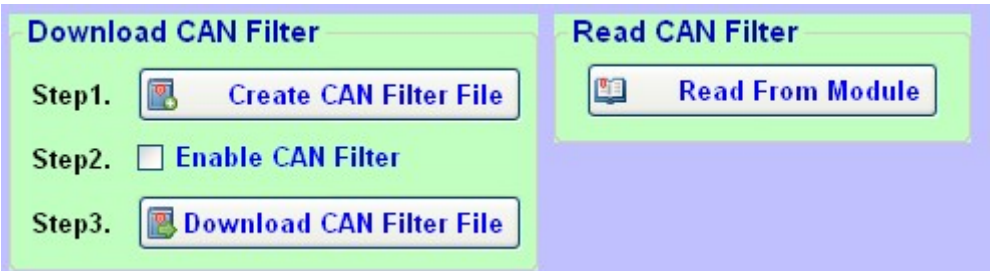 Download CAN Filter
Step1. Create CAN Filter File
Step2. Enable CAN Filter
Step3. Download CAN Filter File
Read CAN Filter
Read From Module